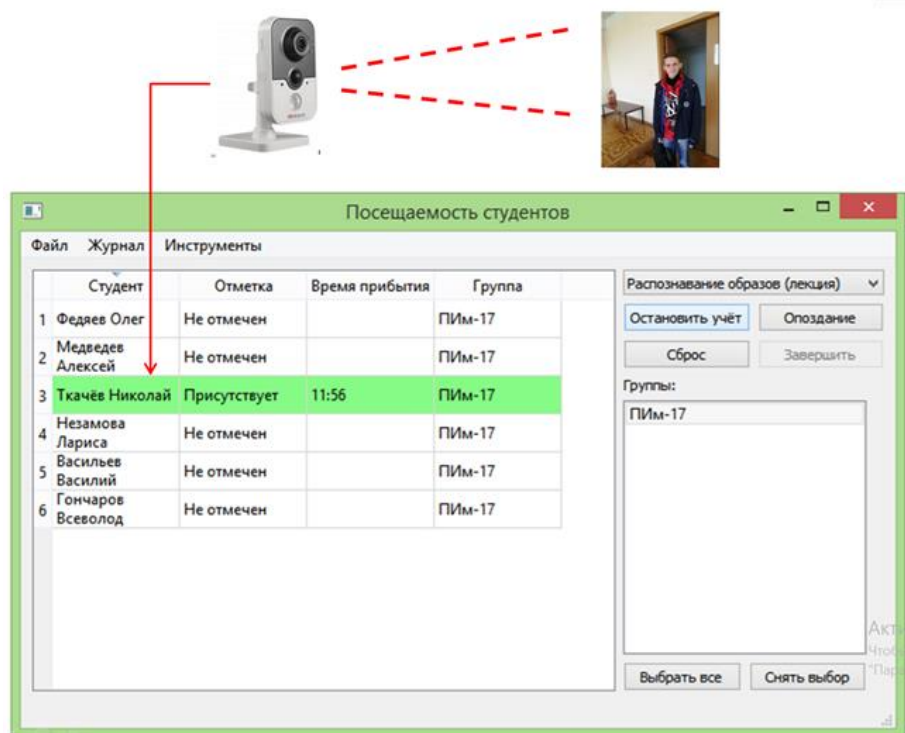 Посещаемость студентов
Файл Журнал Инструменты
Студент Отметка Время прибытия Группа
1 Федяев Олег Не отмечен ПИм-17
2 Медведев Алексей Не отмечен ПИм-17
3 Ткачёв Николай Присутствует 11:56 ПИм-17
4 Незамова Лариса Не отмечен ПИм-17
5 Васильев Василий Не отмечен ПИм-17
6 Гончаров Всеволод Не отмечен ПИм-17
Распознавание образов (лекция)
Остановить учёт Опоздание
Сброс Завершить
Группы:
ПИм-17
Выбрать все Снять выбор